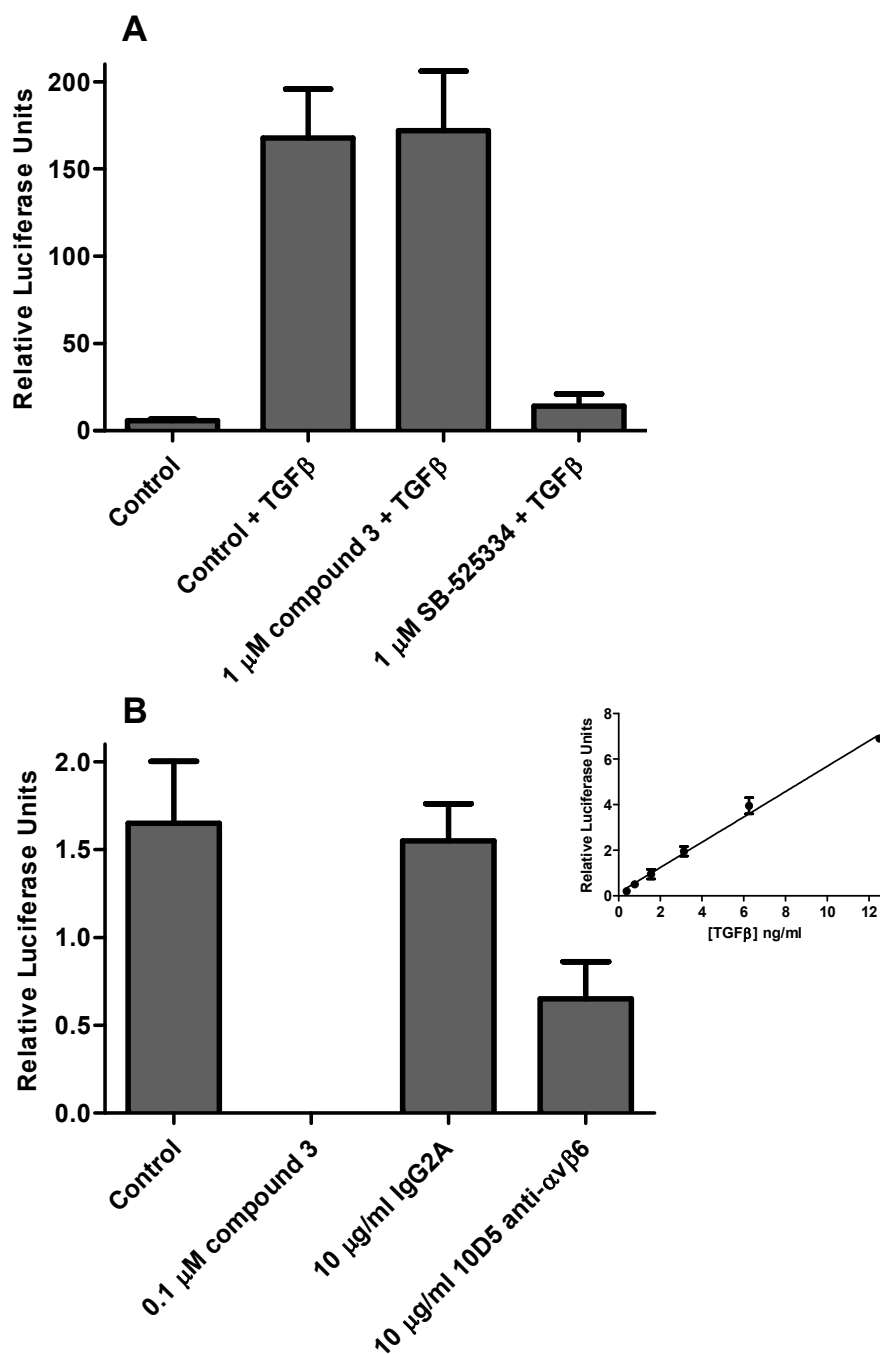 A
Relative Luciferase Units
200
150
100
50
0
Control
Control + TGFβ
1 μM compound 3 + TGFβ
1 μM SB-525334 + TGFβ
B
Relative Luciferase Units
2.0
1.5
1.0
0.5
0.0
Control
0.1 μM compound 3
10 μg/ml IgG2A
10 μg/ml 10D5 anti-αvβ6
Relative Luciferase Units
8
6
4
2
0
0 2 4 6 8 10 12
[TGFβ] ng/ml